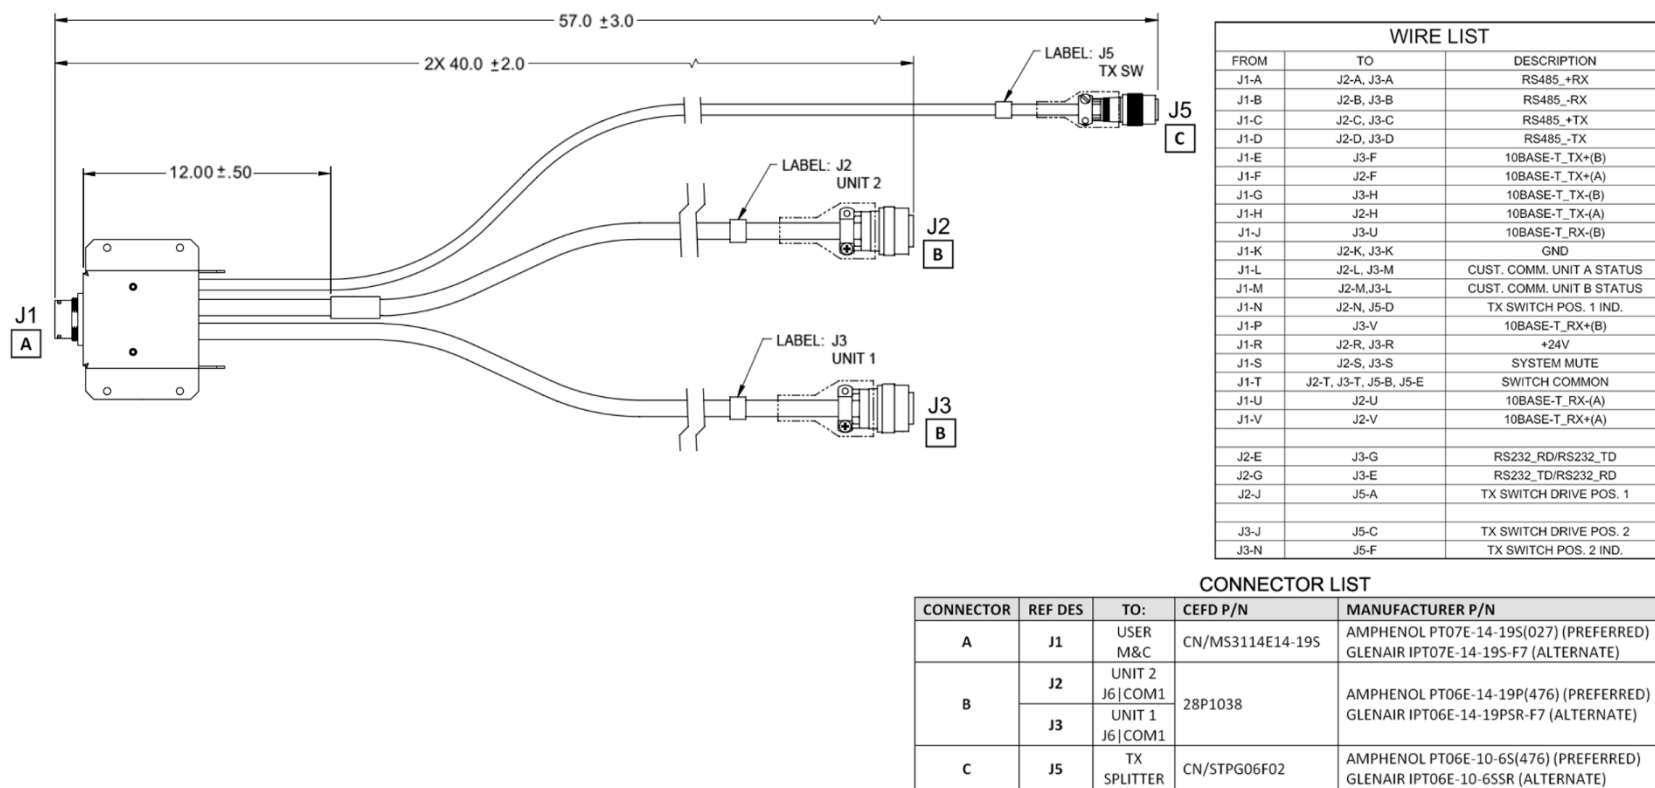 57.0 ±3.0
2X 40.0 ±2.0
LABEL: J5
TX SW
J5
C
12.00 ±.50
LABEL: J2
UNIT 2
J2
B
J1
A
LABEL: J3
UNIT 1
J3
B
WIRE LIST
FROM TO DESCRIPTION
J1-A J2-A, J3-A RS485_+RX
J1-B J2-B, J3-B RS485_-RX
J1-C J2-C, J3-C RS485_+TX
J1-D J2-D, J3-D RS485_-TX
J1-E J3-F 10BASE-T_TX+(B)
J1-F J2-F 10BASE-T_TX+(A)
J1-G J3-H 10BASE-T_TX-(B)
J1-H J2-H 10BASE-T_TX-(A)
J1-J J3-U 10BASE-T_RX-(B)
J1-K J2-K, J3-K GND
J1-L J2-L, J3-M CUST. COMM. UNIT A STATUS
J1-M J2-M,J3-L CUST. COMM. UNIT B STATUS
J1-N J2-N, J5-D TX SWITCH POS. 1 IND.
J1-P J3-V 10BASE-T_RX+(B)
J1-R J2-R, J3-R +24V
J1-S J2-S, J3-S SYSTEM MUTE
J1-T J2-T, J3-T, J5-B, J5-E SWITCH COMMON
J1-U J2-U 10BASE-T_RX-(A)
J1-V J2-V 10BASE-T_RX+(A)
J2-E J3-G RS232_RD/RS232_TD
J2-G J3-E RS232_TD/RS232_RD
J2-J J5-A TX SWITCH DRIVE POS. 1
J3-J J5-C TX SWITCH DRIVE POS. 2
J3-N J5-F TX SWITCH POS. 2 IND.
CONNECTOR LIST
CONNECTOR REF DES TO: CEFD P/N MANUFACTURER P/N
A J1 USER M&C CN/MS3114E14-19S AMPHENOL PT07E-14-19S(027) (PREFERRED)
GLENAIR IPT07E-14-19S-F7 (ALTERNATE)
B J2 UNIT 2 J6|COM1 28P1038 AMPHENOL PT06E-14-19P(476) (PREFERRED)
J3 UNIT 1 J6|COM1 GLENAIR IPT06E-14-19PSR-F7 (ALTERNATE)
C J5 TX SPLITTER CN/STPG06F02 AMPHENOL PT06E-10-6S(476) (PREFERRED)
GLENAIR IPT06E-10-6SSR (ALTERNATE)